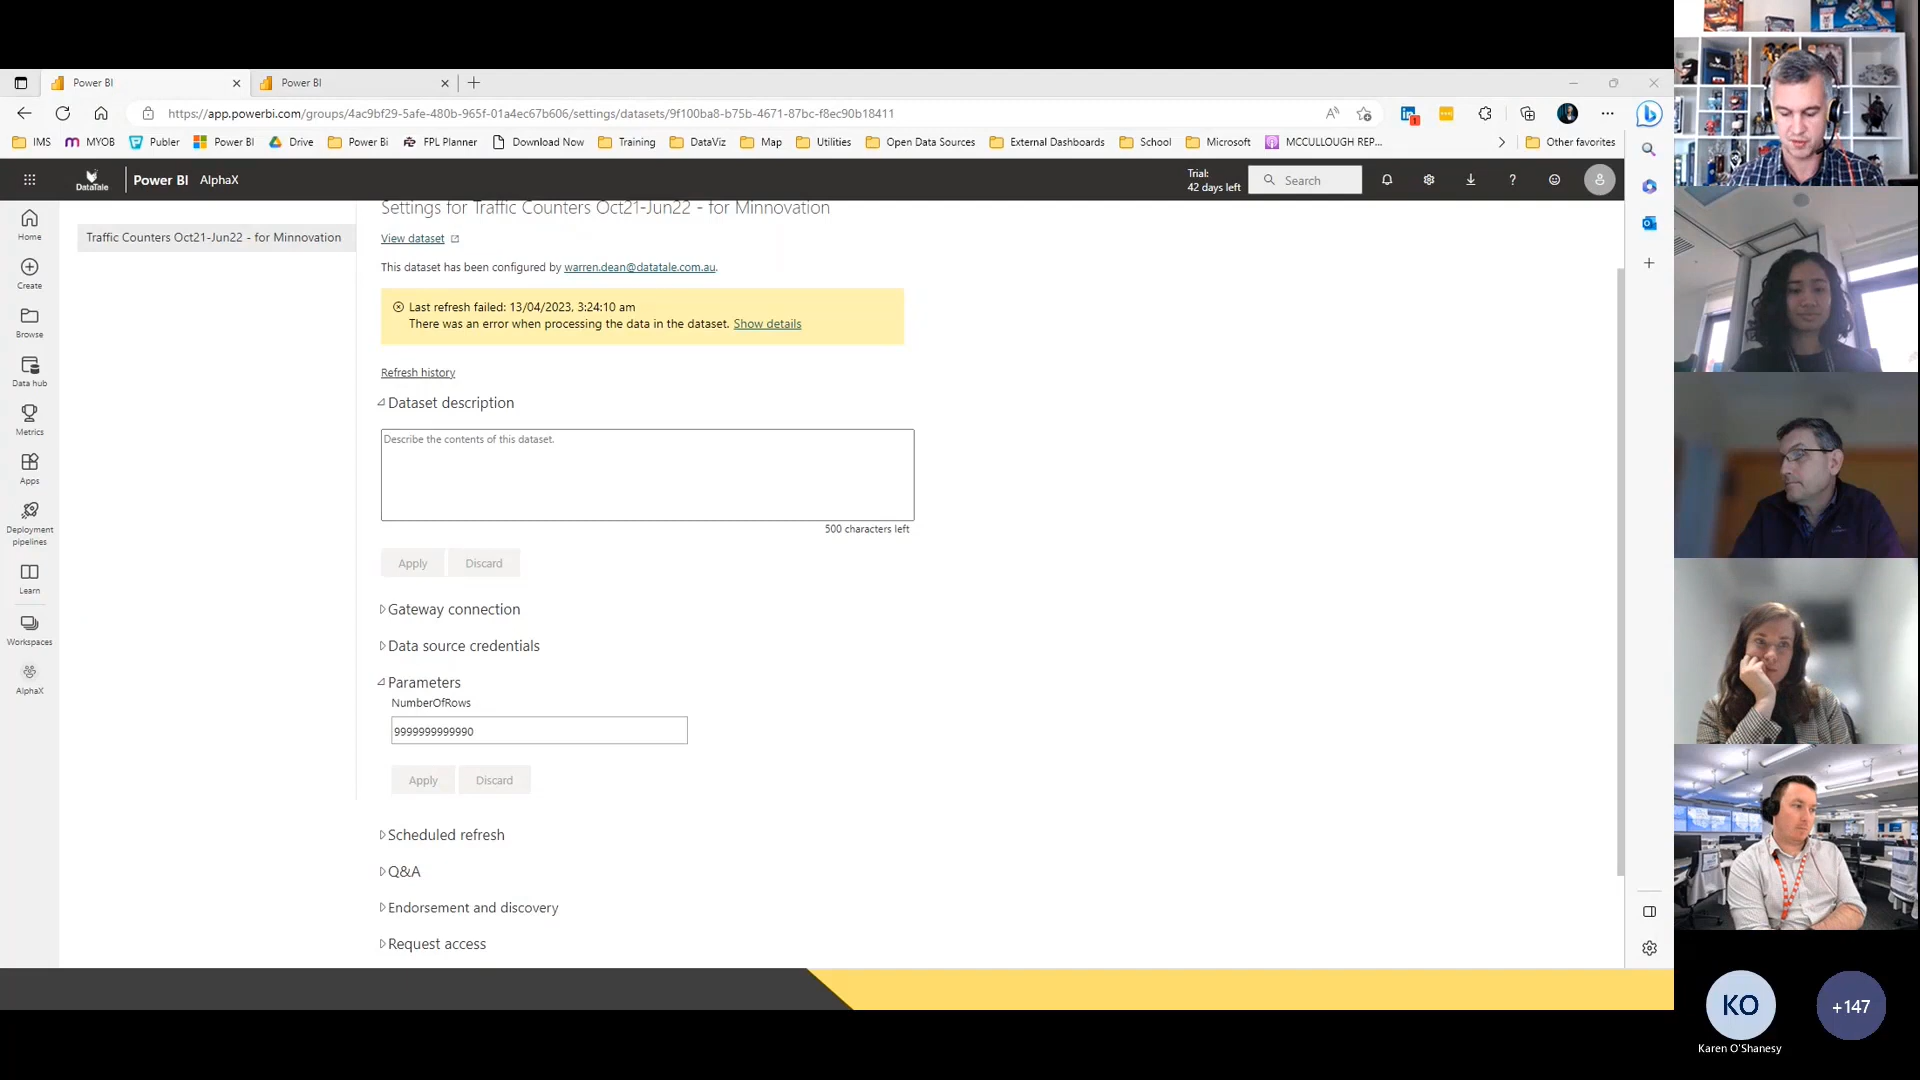 Power BI
Power BI
https://app.powerbi.com/groups/4ac9bf29-5afe-480b-965f-01a4ec67b606/settings/datasets/9f100ba8-b75b-4671-87bc-f8ec90b18411
IMS
MYOB
Publer
Power BI
Drive
Power Bi
FPL Planner
Download Now
Training
DataViz
Map
Utilities
Open Data Sources
External Dashboards
School
Microsoft
MCCULLOUGH REP...
Other favorites
DataTale
Power BI
AlphaX
Trial:
42 days left
Search
Home
Create
Browse
Data hub
Metrics
Apps
Deployment
pipelines
Learn
Workspaces
AlphaX
Traffic Counters Oct21-Jun22 - for Minnovation
Settings for Traffic Counters Oct21-Jun22 - for Minnovation
View dataset
This dataset has been configured by warren.dean@datatale.com.au.
Last refresh failed: 13/04/2023, 3:24:10 am
There was an error when processing the data in the dataset. Show details
Refresh history
Dataset description
Describe the contents of this dataset.
500 characters left
Apply
Discard
Gateway connection
Data source credentials
Parameters
NumberOfRows
9999999999990
Apply
Discard
Scheduled refresh
Q&A
Endorsement and discovery
Request access
KO
Karen O'Shanesy
+147